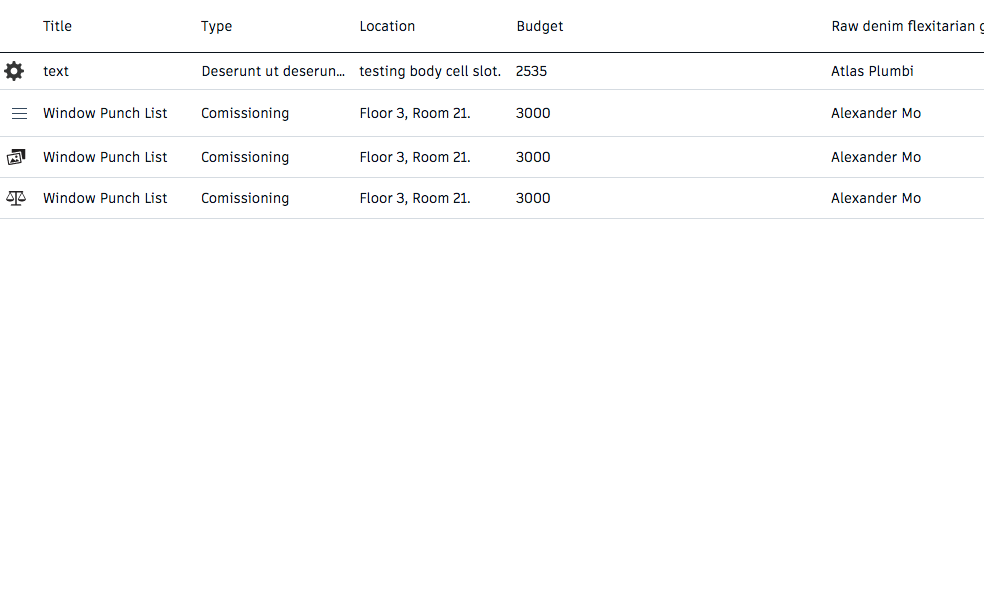 Title Type Location Budget Raw denim flexitarian
text Deserunt ut deserun... testing body cell slot. 2535 Atlas Plumbi
Window Punch List Comissioning Floor 3, Room 21. 3000 Alexander Mo
Window Punch List Comissioning Floor 3, Room 21. 3000 Alexander Mo
Window Punch List Comissioning Floor 3, Room 21. 3000 Alexander Mo